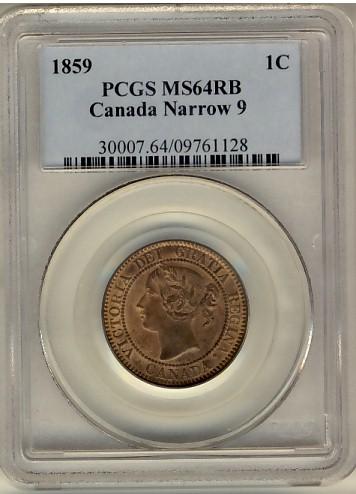 1859 1C
PCGS MS64RB
Canada Narrow 9
30007.64/09761128
VICTORIA DEI GRATIA REGINA.
CANADA